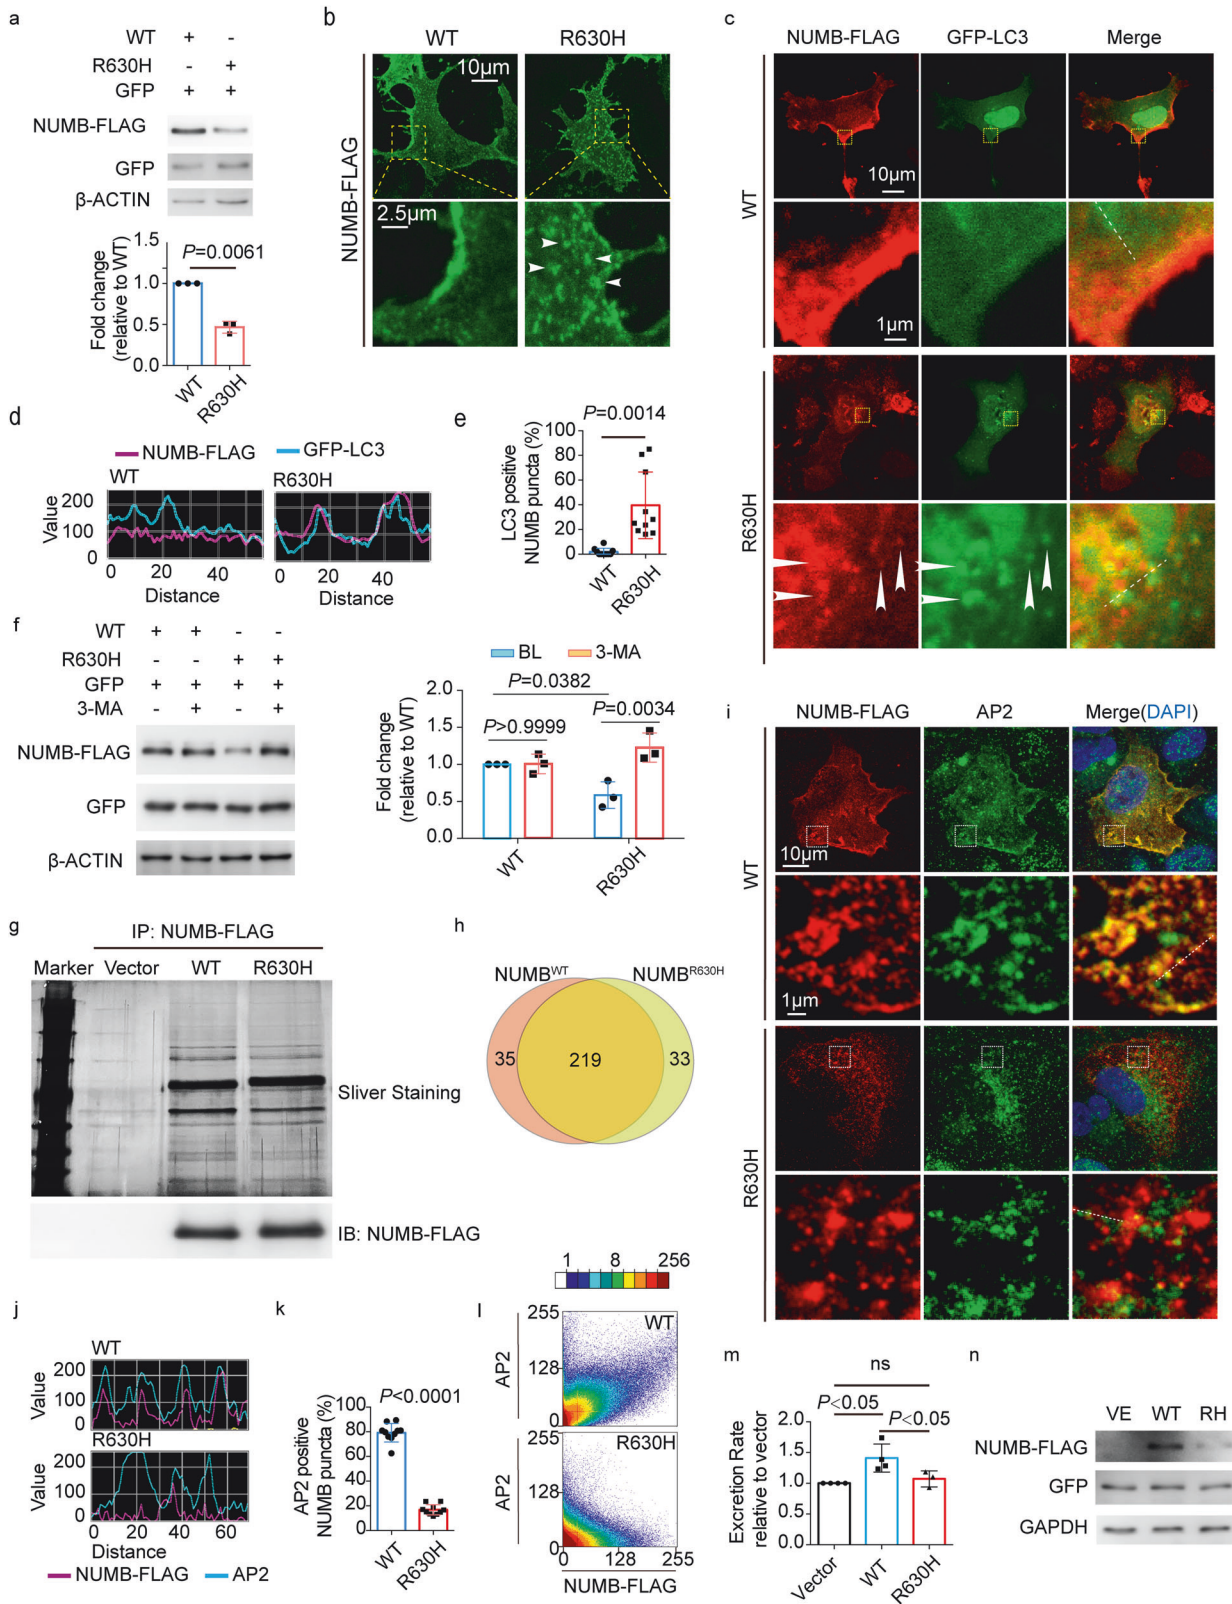 a
WT + -
R630H - +
GFP + +
NUMB-FLAG
GFP
β-ACTIN
Fold change
(relative to WT)
1.5
1.0
0.5
0.0
P=0.0061
WT
R630H
b
WT
R630H
NUMB-FLAG
10μm
2.5μm
c
NUMB-FLAG
GFP-LC3
Merge
WT
10μm
1μm
R630H
d
NUMB-FLAG
GFP-LC3
WT
R630H
Value
200
100
0
0 20 40
0 20 40
Distance
Distance
e
P=0.0014
LC3 positive
NUMB puncta (%)
100
80
60
40
20
0
WT
R630H
f
WT + + - -
R630H - - + +
GFP + + + +
3-MA - + - +
NUMB-FLAG
GFP
β-ACTIN
BL
3-MA
Fold change
(relative to WT)
2.0
1.5
1.0
0.5
0.0
P=0.0382
P>0.9999
P=0.0034
WT
R630H
g
IP: NUMB-FLAG
Marker Vector WT R630H
Sliver Staining
IB: NUMB-FLAG
h
NUMBWT
NUMBR630H
35
219
33
i
NUMB-FLAG
AP2
Merge(DAPI)
WT
10μm
1μm
R630H
j
WT
Value
200
100
0
R630H
Value
200
100
0
0 20 40 60
Distance
NUMB-FLAG
AP2
k
P<0.0001
AP2 positive
NUMB puncta (%)
100
80
60
40
20
0
WT
R630H
1 8 256
l
AP2
255
128
0
WT
AP2
255
128
0
R630H
0 128 255
NUMB-FLAG
m
ns
P<0.05
P<0.05
Excretion Rate
relative to vector
2.0
1.5
1.0
0.5
0.0
Vector
WT
R630H
n
VE WT RH
NUMB-FLAG
GFP
GAPDH